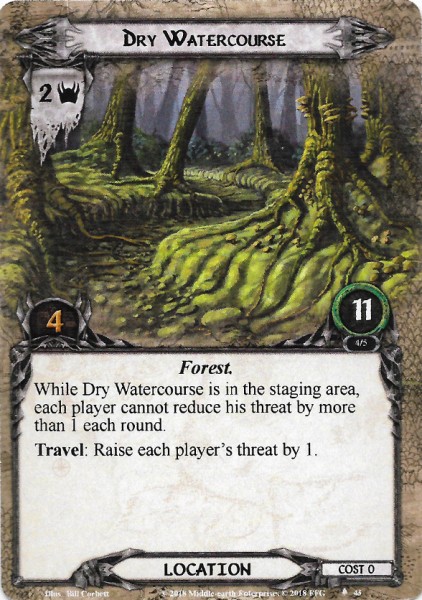 DRY WATERCOURSE
2
4
11
4/5
Forest.
While Dry Watercourse is in the staging area,
each player cannot reduce his threat by more
than 1 each round.
Travel: Raise each player's threat by 1.
LOCATION
COST 0
Illus. Bill Corbett
© 2018 Middle-earth Enterprises © 2018 FFG
45